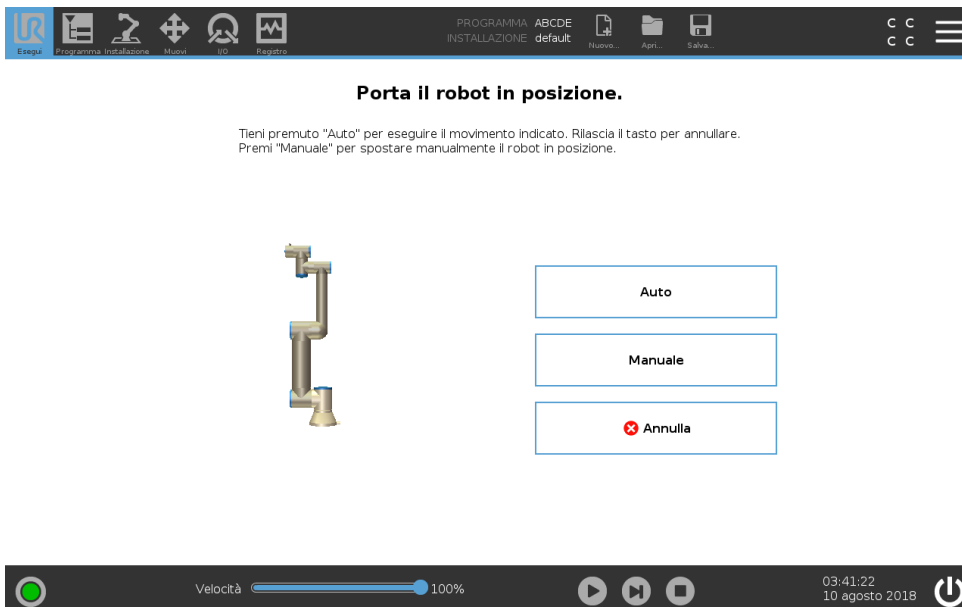 UR
PROGRAMMA ABCDE
INSTALLAZIONE default
C C
C C
Esegui Programma Installazione Muovi I/O Registro Nuovo... Apri... Salva...
Porta il robot in posizione.
Tieni premuto "Auto" per eseguire il movimento indicato. Rilascia il tasto per annullare.
Premi "Manuale" per spostare manualmente il robot in posizione.
Auto
Manuale
Annulla
Velocità 100%
03:41:22
10 agosto 2018